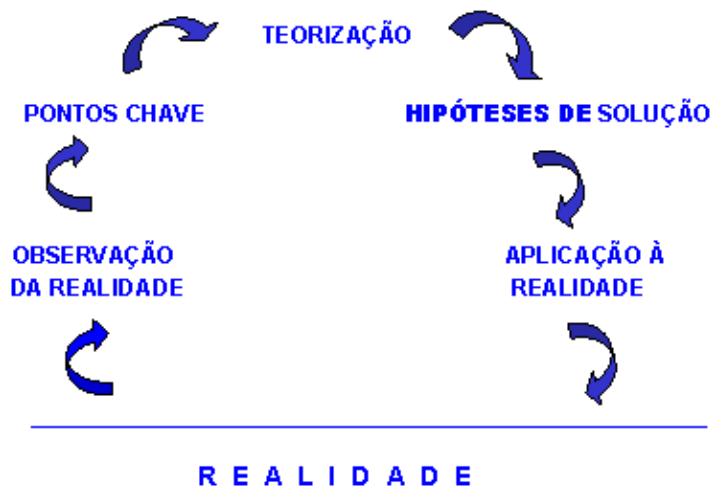 TEORIZAÇÃO
PONTOS CHAVE
HIPÓTESES DE SOLUÇÃO
OBSERVAÇÃO
DA REALIDADE
APLICAÇÃO À
REALIDADE
R E A L I D A D E